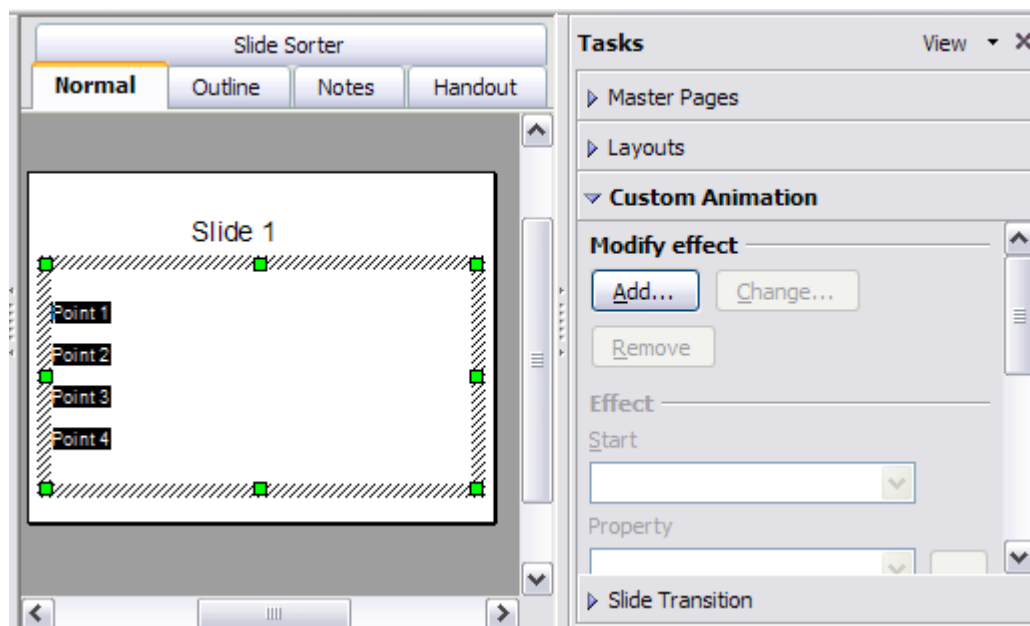 Slide Sorter
Normal Outline Notes Handout
Slide 1
Point 1
Point 2
Point 3
Point 4
Tasks View
Master Pages
Layouts
Custom Animation
Modify effect
Add... Change...
Remove
Effect
Start
Property
Slide Transition